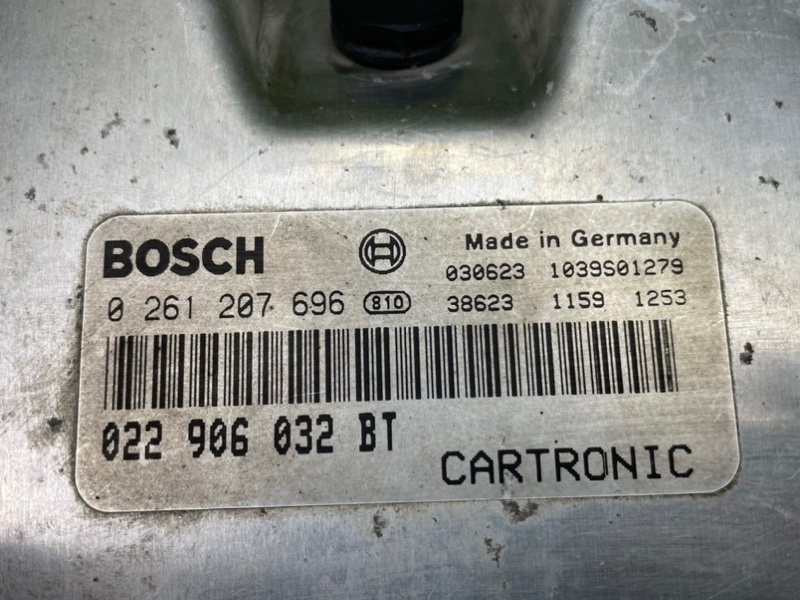 BOSCH
Made in Germany
030623 1039S01279
0 261 207 696 810 38623 1159 1253
022 906 032 BT
CARTRONIC